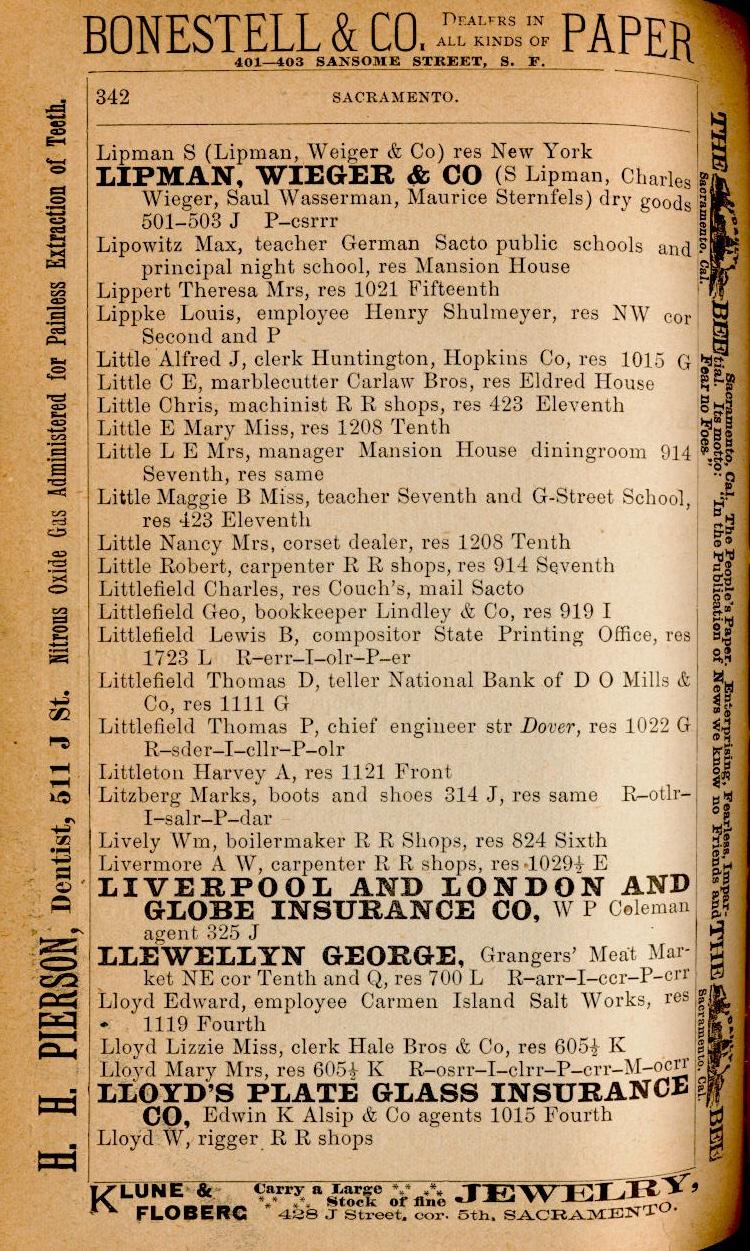 BONESTELL & CO. DEALERS IN ALL KINDS OF PAPER
401—403 SANSOME STREET, S. F.
342 SACRAMENTO.
Lipman S (Lipman, Weiger & Co) res New York
LIPMAN, WIEGER & CO (S Lipman, Charles
Wieger, Saul Wasserman, Maurice Sternfels) dry goods
501–503 J P–csrrr
Lipowitz Max, teacher German Sacto public schools and
principal night school, res Mansion House
Lippert Theresa Mrs, res 1021 Fifteenth
Lippke Louis, employee Henry Shulmeyer, res NW cor
Second and P
Little Alfred J, clerk Huntington, Hopkins Co, res 1015 G
Little C E, marblecutter Carlaw Bros, res Eldred House
Little Chris, machinist R R shops, res 423 Eleventh
Little E Mary Miss, res 1208 Tenth
Little L E Mrs, manager Mansion House diningroom 914
Seventh, res same
Little Maggie B Miss, teacher Seventh and G-Street School,
res 423 Eleventh
Little Nancy Mrs, corset dealer, res 1208 Tenth
Little Robert, carpenter R R shops, res 914 Seventh
Littlefield Charles, res Couch's, mail Sacto
Littlefield Geo, bookkeeper Lindley & Co, res 919 I
Littlefield Lewis B, compositor State Printing Office, res
1723 L R–err–I–olr–P–er
Littlefield Thomas D, teller National Bank of D O Mills &
Co, res 1111 G
Littlefield Thomas P, chief engineer str Dover, res 1022 G
R–sder–I–cllr–P–olr
Littleton Harvey A, res 1121 Front
Litzberg Marks, boots and shoes 314 J, res same R–otlr–
I–salr–P–dar
Lively Wm, boilermaker R R Shops, res 824 Sixth
Livermore A W, carpenter R R shops, res 1029½ E
LIVERPOOL AND LONDON AND
GLOBE INSURANCE CO, W P Coleman
agent 325 J
LLEWELLYN GEORGE, Grangers' Meat Mar-
ket NE cor Tenth and Q, res 700 L R–arr–I–ccr–P–crr
Lloyd Edward, employee Carmen Island Salt Works, res
1119 Fourth
Lloyd Lizzie Miss, clerk Hale Bros & Co, res 605½ K
Lloyd Mary Mrs, res 605½ K R–osrr–I–clrr–P–crr–M–ocrr
LLOYD'S PLATE GLASS INSURANCE
CO, Edwin K Alsip & Co agents 1015 Fourth
Lloyd W, rigger R R shops
KLUNE & FLOBERG Carry a Large Stock of fine JEWELRY,
428 J Street, cor. 5th, SACRAMENTO.
H. H. PIERSON, Dentist, 511 J St. Nitrous Oxide Gas Administered for Painless Extraction of Teeth.
THE BEE
Sacramento, Cal.
Sacramento, Cal. The People's Paper. Enterprising, Fearless, Impar-
tial. Its motto: "In the Publication of News we know no Friends and
Fear no Foes."
THE BEE
Sacramento, Cal.